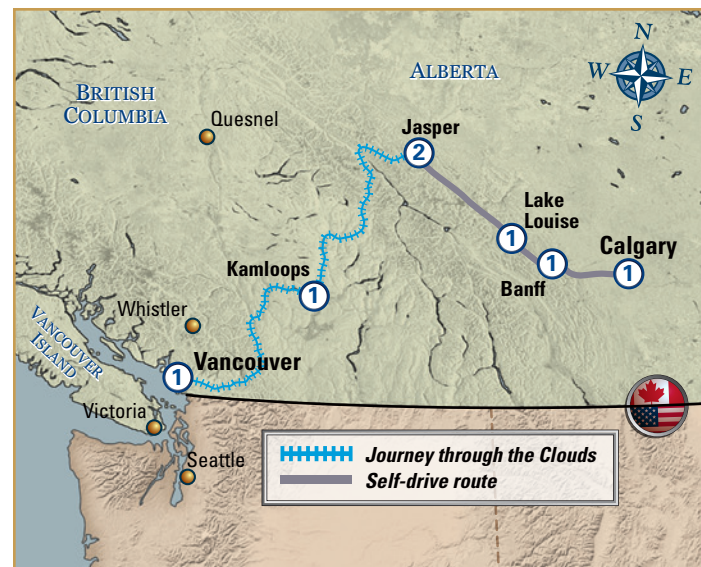 N
W
E
S
ALBERTA
BRITISH
COLUMBIA
Quesnel
Jasper
2
Lake
Louise
1
Calgary
1
Banff
1
Kamloops
1
Whistler
VANCOUVER
ISLAND
Vancouver
1
Victoria
Seattle
Journey through the Clouds
Self-drive route